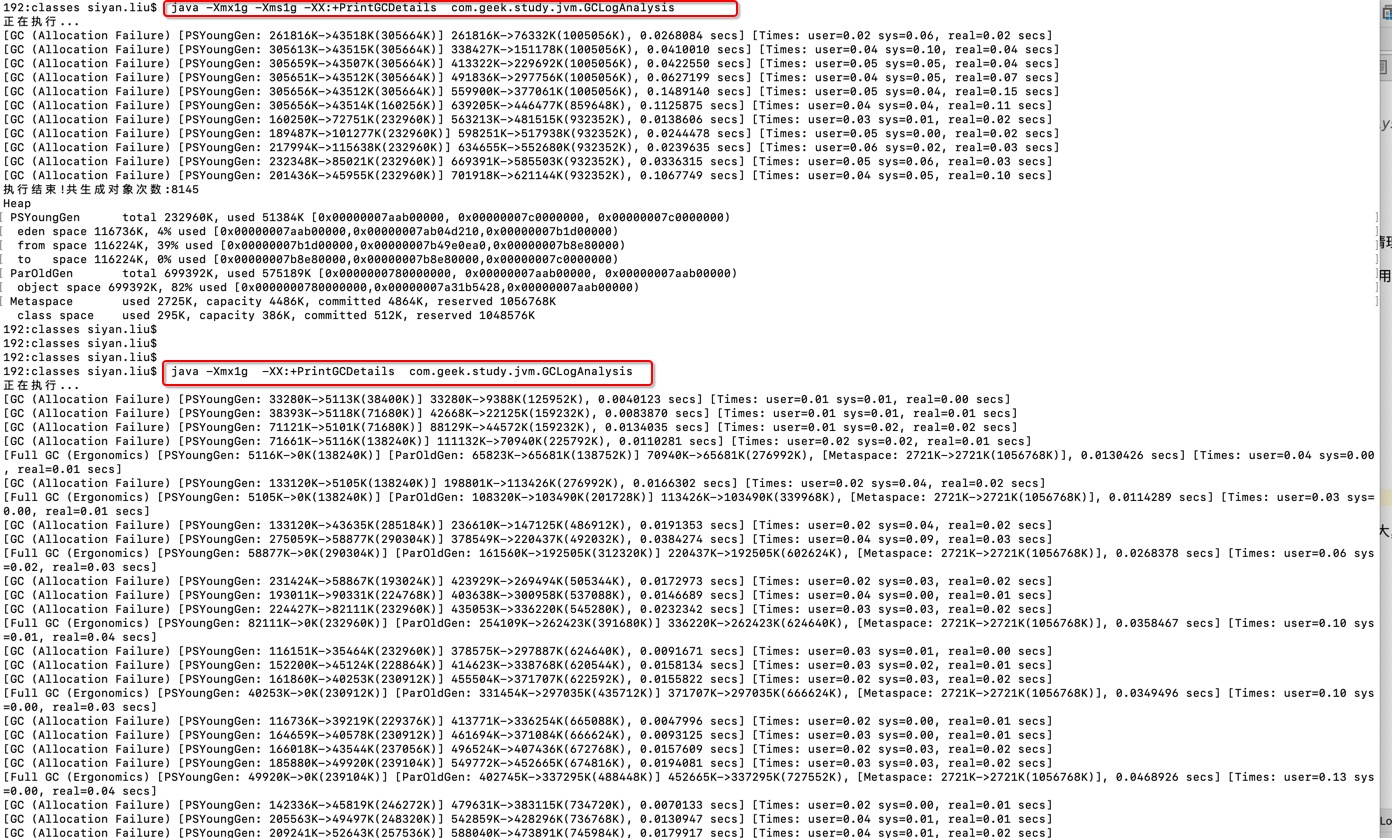 192:classes siyan.liu$ java -Xmx1g -Xms1g -XX:+PrintGCDetails  com.geek.study.jvm.GCLogAnalysis
正在执行...
[GC (Allocation Failure) [PSYoungGen: 261816K->43518K(305664K)] 261816K->76332K(1005056K), 0.0268084 secs] [Times: user=0.02 sys=0.06, real=0.02 secs]
[GC (Allocation Failure) [PSYoungGen: 305613K->43515K(305664K)] 338427K->151178K(1005056K), 0.0410010 secs] [Times: user=0.04 sys=0.10, real=0.04 secs]
[GC (Allocation Failure) [PSYoungGen: 305659K->43507K(305664K)] 413322K->229692K(1005056K), 0.0422550 secs] [Times: user=0.05 sys=0.05, real=0.04 secs]
[GC (Allocation Failure) [PSYoungGen: 305651K->43512K(305664K)] 491836K->297756K(1005056K), 0.0627199 secs] [Times: user=0.04 sys=0.05, real=0.07 secs]
[GC (Allocation Failure) [PSYoungGen: 305656K->43512K(305664K)] 559900K->377061K(1005056K), 0.1489140 secs] [Times: user=0.05 sys=0.04, real=0.15 secs]
[GC (Allocation Failure) [PSYoungGen: 305656K->43514K(160256K)] 639205K->446477K(859648K), 0.1125875 secs] [Times: user=0.04 sys=0.04, real=0.11 secs]
[GC (Allocation Failure) [PSYoungGen: 160250K->72751K(232960K)] 563213K->481515K(932352K), 0.0138606 secs] [Times: user=0.03 sys=0.01, real=0.02 secs]
[GC (Allocation Failure) [PSYoungGen: 189487K->101277K(232960K)] 598251K->517938K(932352K), 0.0244478 secs] [Times: user=0.05 sys=0.00, real=0.02 secs]
[GC (Allocation Failure) [PSYoungGen: 217994K->115638K(232960K)] 634655K->552680K(932352K), 0.0239635 secs] [Times: user=0.06 sys=0.02, real=0.03 secs]
[GC (Allocation Failure) [PSYoungGen: 232348K->85021K(232960K)] 669391K->585503K(932352K), 0.0336315 secs] [Times: user=0.05 sys=0.06, real=0.03 secs]
[GC (Allocation Failure) [PSYoungGen: 201436K->45955K(232960K)] 701918K->621144K(932352K), 0.1067749 secs] [Times: user=0.04 sys=0.05, real=0.10 secs]
执行结束!共生成对象次数:8145
Heap
 PSYoungGen      total 232960K, used 51384K [0x00000007aab00000, 0x00000007c0000000, 0x00000007c0000000)
  eden space 116736K, 4% used [0x00000007aab00000,0x00000007ab04d210,0x00000007b1d00000)
  from space 116224K, 39% used [0x00000007b1d00000,0x00000007b49e0ea0,0x00000007b8e80000)
  to   space 116224K, 0% used [0x00000007b8e80000,0x00000007b8e80000,0x00000007c0000000)
 ParOldGen       total 699392K, used 575189K [0x0000000780000000, 0x00000007aab00000, 0x00000007aab00000)
  object space 699392K, 82% used [0x0000000780000000,0x00000007a31b5428,0x00000007aab00000)
 Metaspace       used 2725K, capacity 4486K, committed 4864K, reserved 1056768K
  class space    used 295K, capacity 386K, committed 512K, reserved 1048576K
192:classes siyan.liu$
192:classes siyan.liu$
192:classes siyan.liu$
192:classes siyan.liu$ java -Xmx1g  -XX:+PrintGCDetails  com.geek.study.jvm.GCLogAnalysis
正在执行...
[GC (Allocation Failure) [PSYoungGen: 33280K->5113K(38400K)] 33280K->9388K(125952K), 0.0040123 secs] [Times: user=0.01 sys=0.01, real=0.00 secs]
[GC (Allocation Failure) [PSYoungGen: 38393K->5118K(71680K)] 42668K->22125K(159232K), 0.0083870 secs] [Times: user=0.01 sys=0.01, real=0.01 secs]
[GC (Allocation Failure) [PSYoungGen: 71121K->5101K(71680K)] 88129K->44572K(159232K), 0.0134035 secs] [Times: user=0.01 sys=0.02, real=0.02 secs]
[GC (Allocation Failure) [PSYoungGen: 71661K->5116K(138240K)] 111132K->70940K(225792K), 0.0110281 secs] [Times: user=0.02 sys=0.02, real=0.01 secs]
[Full GC (Ergonomics) [PSYoungGen: 5116K->0K(138240K)] [ParOldGen: 65823K->65681K(138752K)] 70940K->65681K(276992K), [Metaspace: 2721K->2721K(1056768K)], 0.0130426 secs] [Times: user=0.04 sys=0.00
, real=0.01 secs]
[GC (Allocation Failure) [PSYoungGen: 133120K->5105K(138240K)] 198801K->113426K(276992K), 0.0166302 secs] [Times: user=0.02 sys=0.04, real=0.02 secs]
[Full GC (Ergonomics) [PSYoungGen: 5105K->0K(138240K)] [ParOldGen: 108320K->103490K(201728K)] 113426K->103490K(339968K), [Metaspace: 2721K->2721K(1056768K)], 0.0114289 secs] [Times: user=0.03 sys=
0.00, real=0.01 secs]
[GC (Allocation Failure) [PSYoungGen: 133120K->43635K(285184K)] 236610K->147125K(486912K), 0.0191353 secs] [Times: user=0.02 sys=0.04, real=0.02 secs]
[GC (Allocation Failure) [PSYoungGen: 275059K->58877K(290304K)] 378549K->220437K(492032K), 0.0384274 secs] [Times: user=0.04 sys=0.09, real=0.03 secs]
[Full GC (Ergonomics) [PSYoungGen: 58877K->0K(290304K)] [ParOldGen: 161560K->192505K(312320K)] 220437K->192505K(602624K), [Metaspace: 2721K->2721K(1056768K)], 0.0268378 secs] [Times: user=0.06 sys
=0.02, real=0.03 secs]
[GC (Allocation Failure) [PSYoungGen: 231424K->58867K(193024K)] 423929K->269494K(505344K), 0.0172973 secs] [Times: user=0.02 sys=0.03, real=0.02 secs]
[GC (Allocation Failure) [PSYoungGen: 193011K->90331K(224768K)] 403638K->300958K(537088K), 0.0146689 secs] [Times: user=0.04 sys=0.00, real=0.01 secs]
[GC (Allocation Failure) [PSYoungGen: 224427K->82111K(232960K)] 435053K->336220K(545280K), 0.0232342 secs] [Times: user=0.03 sys=0.03, real=0.02 secs]
[Full GC (Ergonomics) [PSYoungGen: 82111K->0K(232960K)] [ParOldGen: 254109K->262423K(391680K)] 336220K->262423K(624640K), [Metaspace: 2721K->2721K(1056768K)], 0.0358467 secs] [Times: user=0.10 sys
=0.01, real=0.04 secs]
[GC (Allocation Failure) [PSYoungGen: 116151K->35464K(232960K)] 378575K->297887K(624640K), 0.0091671 secs] [Times: user=0.03 sys=0.01, real=0.00 secs]
[GC (Allocation Failure) [PSYoungGen: 152200K->45124K(228864K)] 414623K->338768K(620544K), 0.0158134 secs] [Times: user=0.03 sys=0.02, real=0.01 secs]
[GC (Allocation Failure) [PSYoungGen: 161860K->40253K(230912K)] 455504K->371707K(622592K), 0.0155822 secs] [Times: user=0.02 sys=0.03, real=0.02 secs]
[Full GC (Ergonomics) [PSYoungGen: 40253K->0K(230912K)] [ParOldGen: 331454K->297035K(435712K)] 371707K->297035K(666624K), [Metaspace: 2721K->2721K(1056768K)], 0.0349496 secs] [Times: user=0.10 sys
=0.00, real=0.03 secs]
[GC (Allocation Failure) [PSYoungGen: 116736K->39219K(229376K)] 413771K->336254K(665088K), 0.0047996 secs] [Times: user=0.02 sys=0.00, real=0.01 secs]
[GC (Allocation Failure) [PSYoungGen: 164659K->40578K(230912K)] 461694K->371084K(666624K), 0.0093125 secs] [Times: user=0.03 sys=0.00, real=0.01 secs]
[GC (Allocation Failure) [PSYoungGen: 166018K->43544K(237056K)] 496524K->407436K(672768K), 0.0157609 secs] [Times: user=0.02 sys=0.03, real=0.02 secs]
[GC (Allocation Failure) [PSYoungGen: 185880K->49920K(239104K)] 549772K->452665K(674816K), 0.0194081 secs] [Times: user=0.03 sys=0.03, real=0.02 secs]
[Full GC (Ergonomics) [PSYoungGen: 49920K->0K(239104K)] [ParOldGen: 402745K->337295K(488448K)] 452665K->337295K(727552K), [Metaspace: 2721K->2721K(1056768K)], 0.0468926 secs] [Times: user=0.13 sys
=0.00, real=0.04 secs]
[GC (Allocation Failure) [PSYoungGen: 142336K->45819K(246272K)] 479631K->383115K(734720K), 0.0070133 secs] [Times: user=0.02 sys=0.00, real=0.01 secs]
[GC (Allocation Failure) [PSYoungGen: 205563K->49497K(248320K)] 542859K->428296K(736768K), 0.0130947 secs] [Times: user=0.04 sys=0.01, real=0.02 secs]
[GC (Allocation Failure) [PSYoungGen: 209241K->52643K(257536K)] 588040K->473891K(745984K), 0.0179917 secs] [Times: user=0.04 sys=0.01, real=0.02 secs]